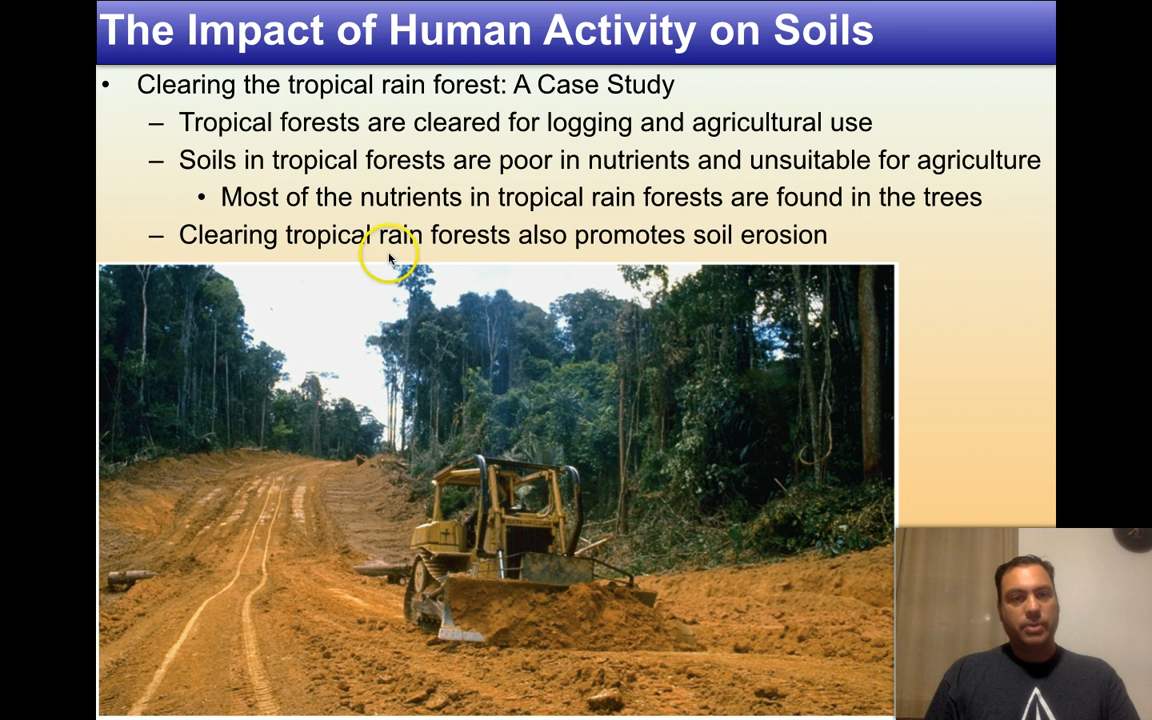 The Impact of Human Activity on Soils
• Clearing the tropical rain forest: A Case Study
– Tropical forests are cleared for logging and agricultural use
– Soils in tropical forests are poor in nutrients and unsuitable for agriculture
• Most of the nutrients in tropical rain forests are found in the trees
– Clearing tropical rain forests also promotes soil erosion